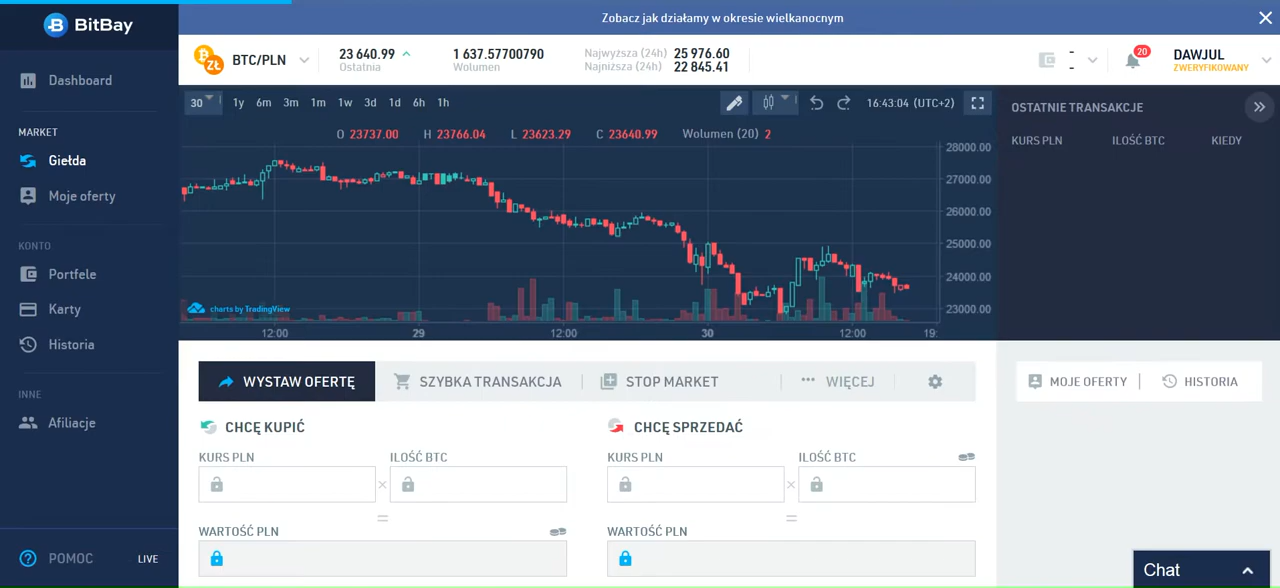 BitBay
Zobacz jak działamy w okresie wielkanocnym
BTC/PLN
23 640.99
Ostatnia
1 637.57700790
Wolumen
Najwyższa (24h) 25 976.60
Najniższa (24h) 22 845.41
-
-
20
DAWJUL
ZWERYFIKOWANY
Dashboard
MARKET
Giełda
Moje oferty
KONTO
Portfele
Karty
Historia
INNE
Afiliacje
POMOC
LIVE
30 1y 6m 3m 1m 1w 3d 1d 6h 1h
16:43:04 (UTC+2)
O 23737.00 H 23766.04 L 23623.29 C 23640.99 Wolumen (20) 2
28000.00
27000.00
26000.00
25000.00
24000.00
23000.00
charts by TradingView
12:00 29 12:00 30 12:00 19:
OSTATNIE TRANSAKCJE
KURS PLN ILOŚĆ BTC KIEDY
WYSTAW OFERTĘ
SZYBKA TRANSAKCJA
STOP MARKET
WIĘCEJ
MOJE OFERTY
HISTORIA
CHCĘ KUPIĆ
KURS PLN ILOŚĆ BTC
×
=
WARTOŚĆ PLN
CHCĘ SPRZEDAĆ
KURS PLN ILOŚĆ BTC
×
=
WARTOŚĆ PLN
Chat